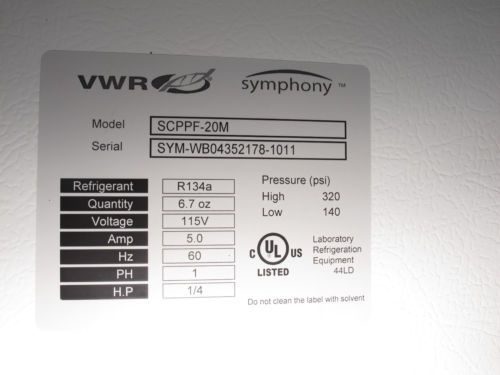 VWR symphony ™
Model SCPPF-20M
Serial SYM-WB04352178-1011
Refrigerant R134a
Quantity 6.7 oz
Voltage 115V
Amp 5.0
Hz 60
PH 1
H.P 1/4
Pressure (psi)
High 320
Low 140
C UL US
LISTED
Laboratory
Refrigeration
Equipment
44LD
Do not clean the label with solvent